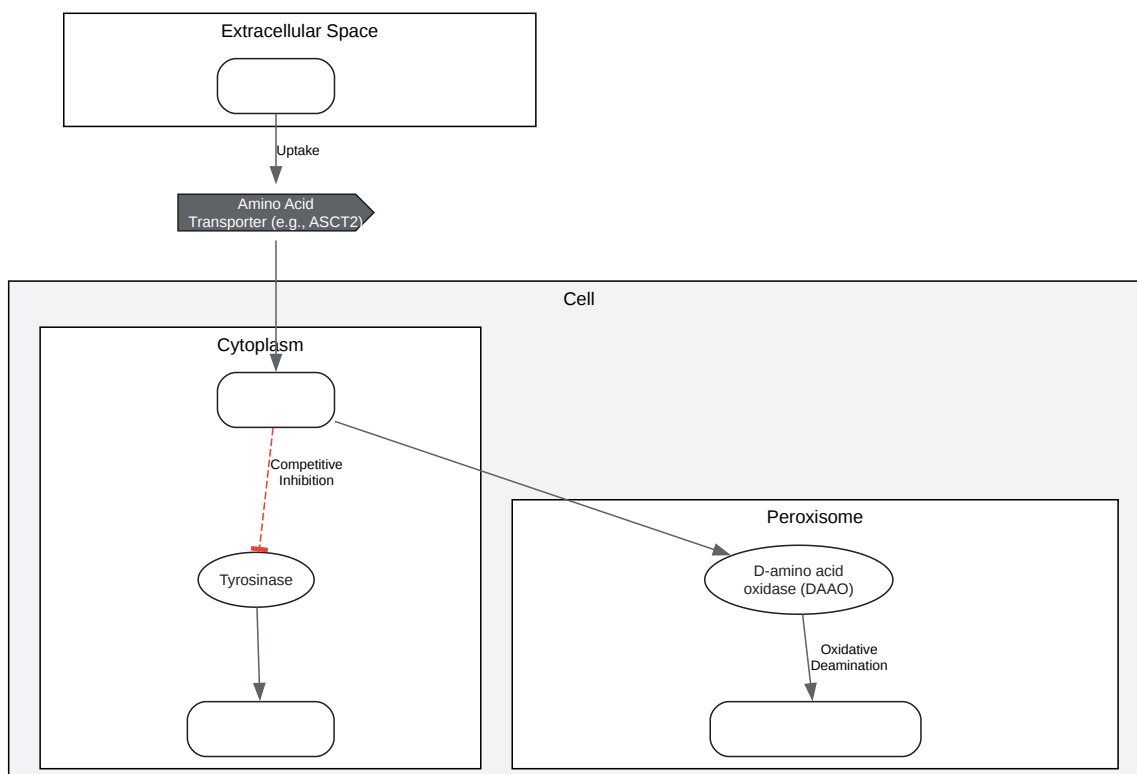 Extracellular Space
Uptake
Amino Acid
Transporter (e.g., ASCT2)
Cell
Cytoplasm
Competitive
Inhibition
Peroxisome
Tyrosinase
D-amino acid
oxidase (DAAO)
Oxidative
Deamination